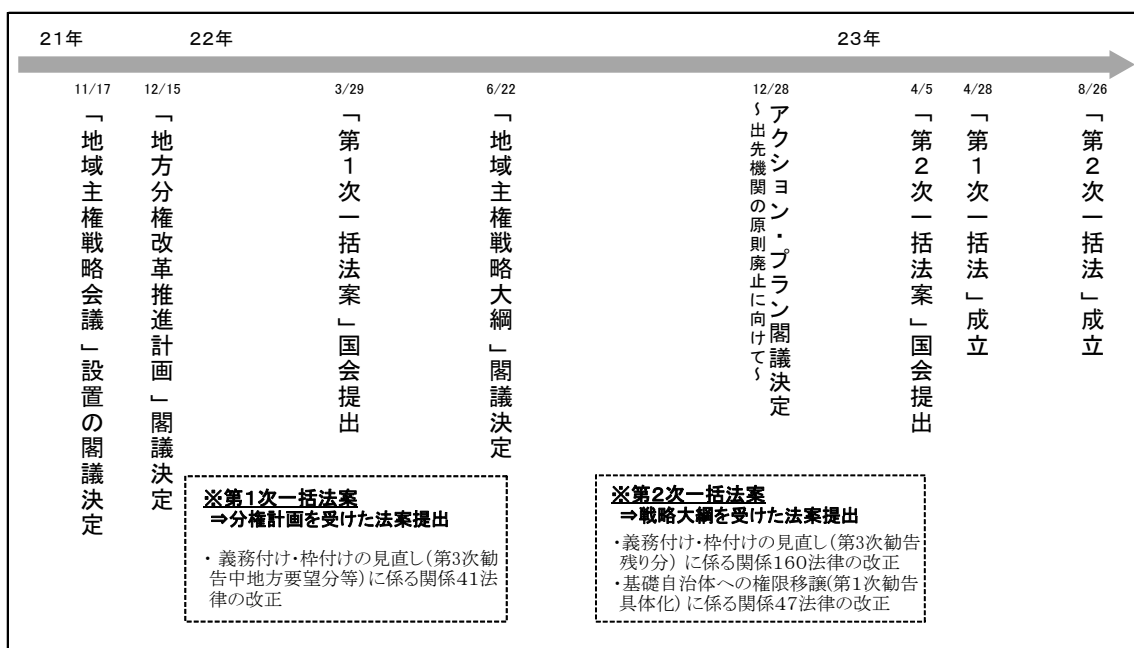 21年
22年
23年
11/17
「地域主権戦略会議」設置の閣議決定
12/15
「地方分権改革推進計画」閣議決定
3/29
「第1次一括法案」国会提出
6/22
「地域主権戦略大綱」閣議決定
12/28
アクション・プラン閣議決定
～出先機関の原則廃止に向けて～
4/5
「第2次一括法案」国会提出
4/28
「第1次一括法」成立
8/26
「第2次一括法」成立
※第1次一括法案
⇒分権計画を受けた法案提出
・義務付け・枠付けの見直し(第3次勧
告中地方要望分等)に係る関係41法
律の改正
※第2次一括法案
⇒戦略大綱を受けた法案提出
・義務付け・枠付けの見直し(第3次勧告
残り分)に係る関係160法律の改正
・基礎自治体への権限移譲(第1次勧告
具体化)に係る関係47法律の改正